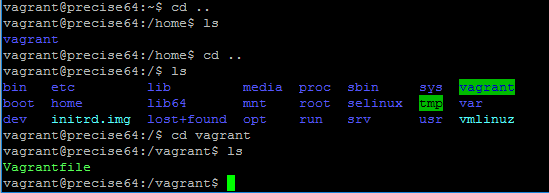 vagrant@precise64:~$ cd ..
vagrant@precise64:/home$ ls
vagrant
vagrant@precise64:/home$ cd ..
vagrant@precise64:/$ ls
bin   etc         lib         media  proc  sbin     sys  vagrant
boot  home        lib64       mnt    root  selinux  tmp  var
dev   initrd.img  lost+found  opt    run   srv      usr  vmlinuz
vagrant@precise64:/$ cd vagrant
vagrant@precise64:/vagrant$ ls
Vagrantfile
vagrant@precise64:/vagrant$